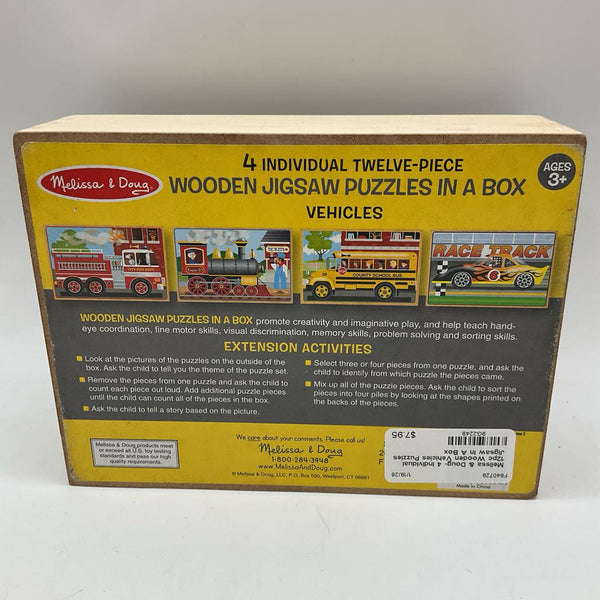 4 INDIVIDUAL TWELVE-PIECE
Melissa & Doug®
WOODEN JIGSAW PUZZLES IN A BOX
AGES
3+
VEHICLES
CITY FIRE DEPT.
TICKETS
COUNTY SCHOOL BUS
RACE TRACK
6
WOODEN JIGSAW PUZZLES IN A BOX promote creativity and imaginative play, and help teach hand-
eye coordination, fine motor skills, visual discrimination, memory skills, problem solving and sorting skills.
EXTENSION ACTIVITIES
Look at the pictures of the puzzles on the outside of the
box. Ask the child to tell you the theme of the puzzle set.
Remove the pieces from one puzzle and ask the child to
count each piece out loud. Add additional puzzle pieces
until the child can count all of the pieces in the box.
Ask the child to tell a story based on the picture.
Select three or four pieces from one puzzle, and ask the
child to identify from which puzzle the pieces came.
Mix up all of the puzzle pieces. Ask the child to sort the
pieces into four piles by looking at the shapes printed on
the backs of the pieces.
Melissa & Doug products meet
or exceed all U.S. toy testing
standards and pass our high
quality requirements.
We care about your comments. Please call us!
Melissa & Doug
1-800-284-3948
www.MelissaAndDoug.com
© Melissa & Doug, LLC, P.O. Box 590, Westport, CT 06881
$7.95
9G2249
Melissa & Doug- 4 Individual
12pc Wooden Vehicles Puzzles
Jigsaw In A Box
F940729
1/19/26
Made in China